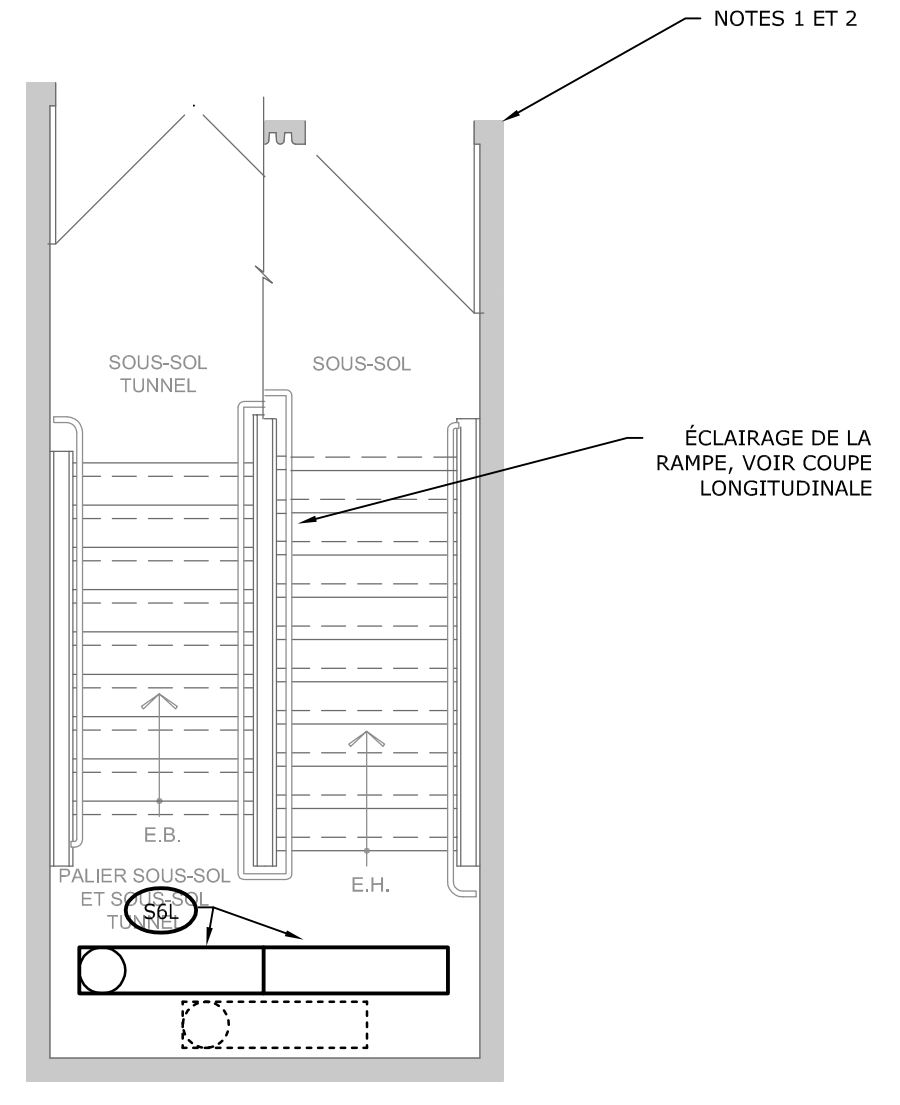 NOTES 1 ET 2
SOUS-SOL
TUNNEL
SOUS-SOL
ÉCLAIRAGE DE LA
RAMPE, VOIR COUPE
LONGITUDINALE
E.B.
E.H.
PALIER SOUS-SOL
ET SOUS-SOL
TUNNEL
S6L